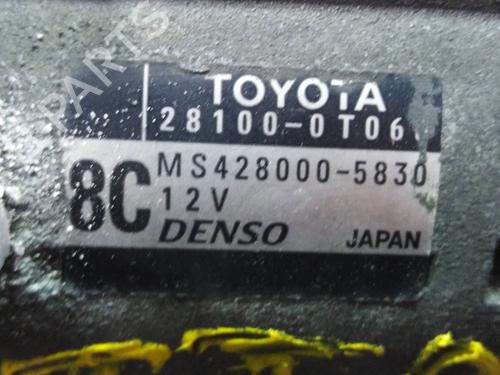 TOYOTA
28100-0T06
8C
MS428000-5830
12V
DENSO
JAPAN